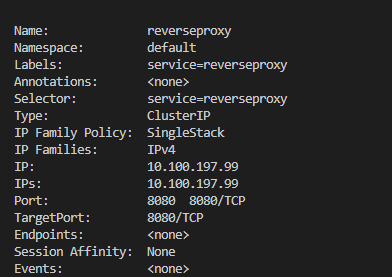 Name: reverseproxy
Namespace: default
Labels: service=reverseproxy
Annotations: <none>
Selector: service=reverseproxy
Type: ClusterIP
IP Family Policy: SingleStack
IP Families: IPv4
IP: 10.100.197.99
IPs: 10.100.197.99
Port: 8080 8080/TCP
TargetPort: 8080/TCP
Endpoints: <none>
Session Affinity: None
Events: <none>